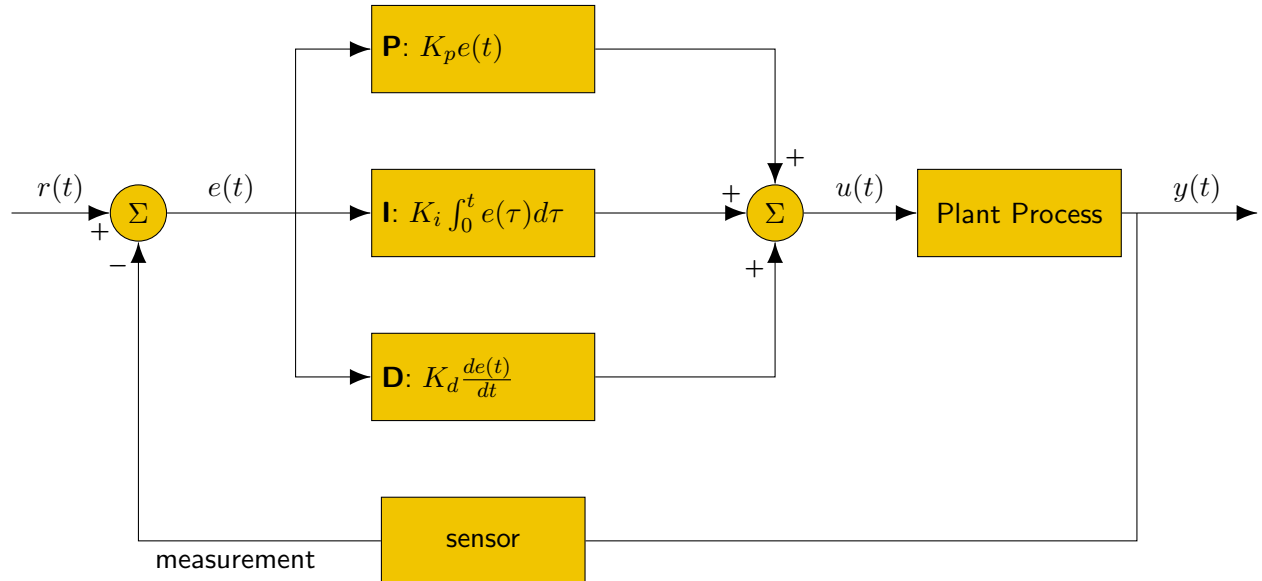 P: K_p e(t)
+
r(t)
e(t)
+
u(t)
y(t)
Σ
I: K_i ∫_0^t e(τ)dτ
Σ
Plant Process
+
−
+
D: K_d de(t)/dt
sensor
measurement